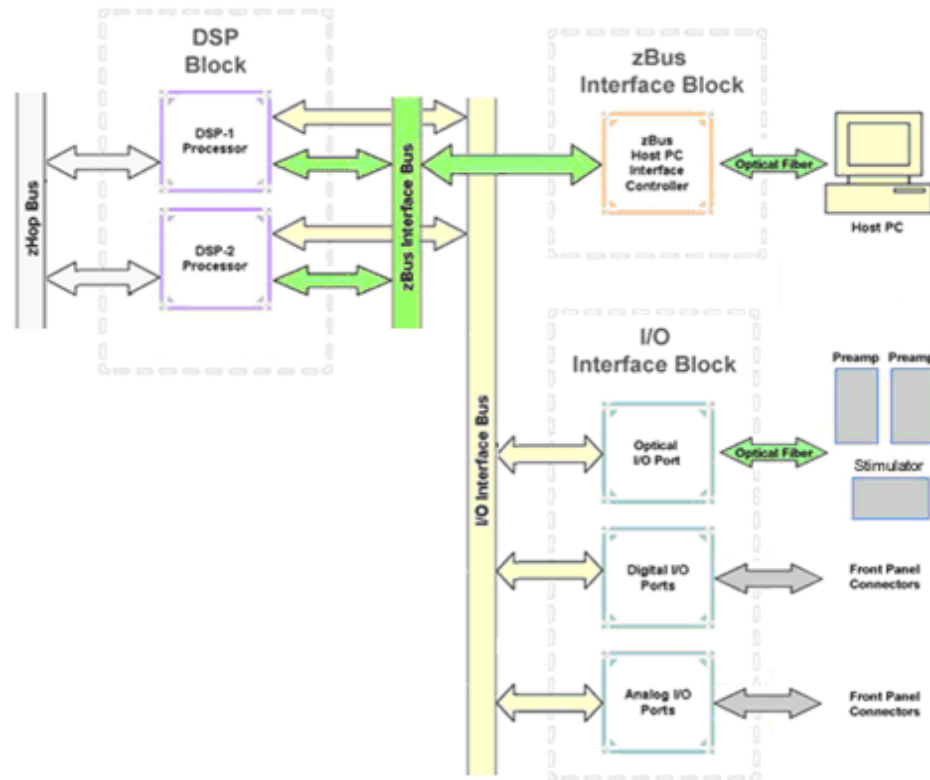 DSP
Block
zBus
Interface Block
DSP-1
Processor
zBus
Host PC
Interface
Controller
Optical Fiber
Host PC
DSP-2
Processor
zHop Bus
zBus Interface Bus
I/O Interface Bus
I/O
Interface Block
Preamp
Preamp
Optical
I/O Port
Optical Fiber
Stimulator
Digital I/O
Ports
Front Panel
Connectors
Analog I/O
Ports
Front Panel
Connectors